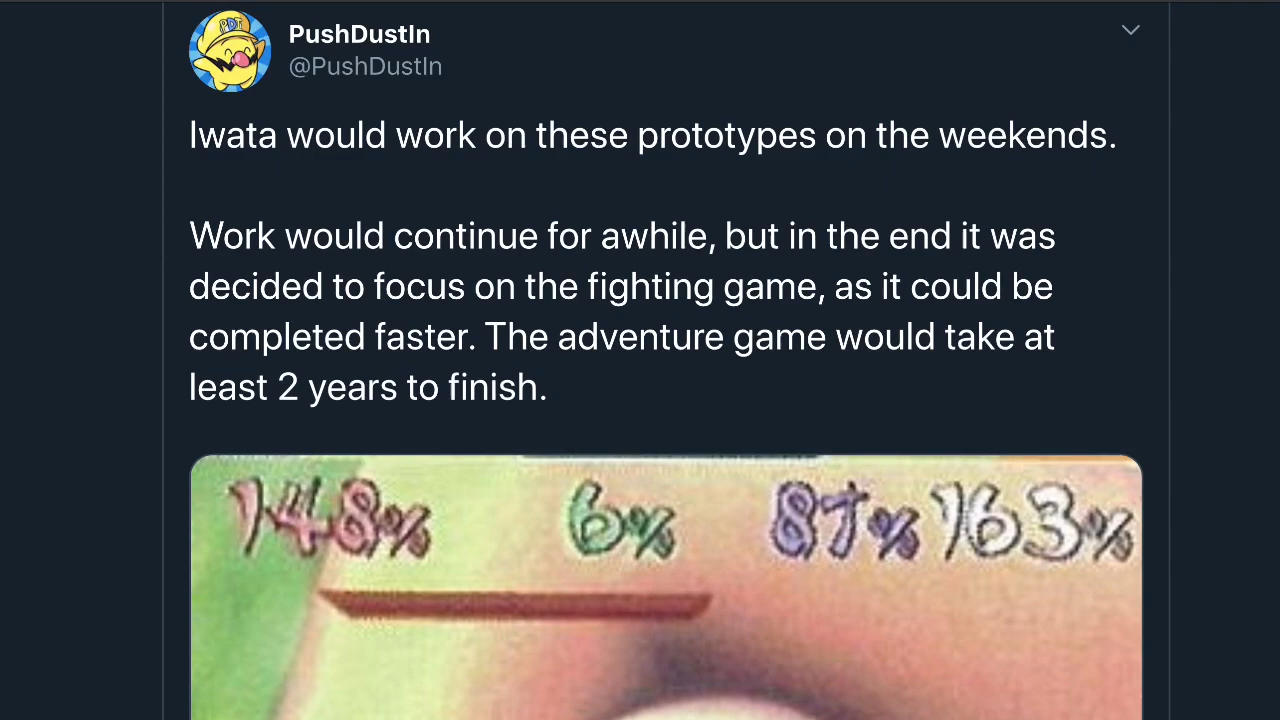 PDT
PushDustIn
@PushDustIn
Iwata would work on these prototypes on the weekends.
Work would continue for awhile, but in the end it was
decided to focus on the fighting game, as it could be
completed faster. The adventure game would take at
least 2 years to finish.
148% 6% 87% 163%